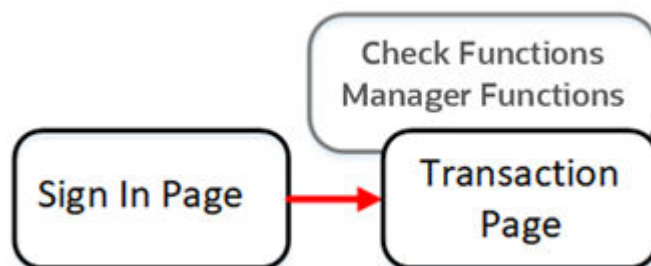 Check Functions
Manager Functions
Sign In Page
Transaction
Page